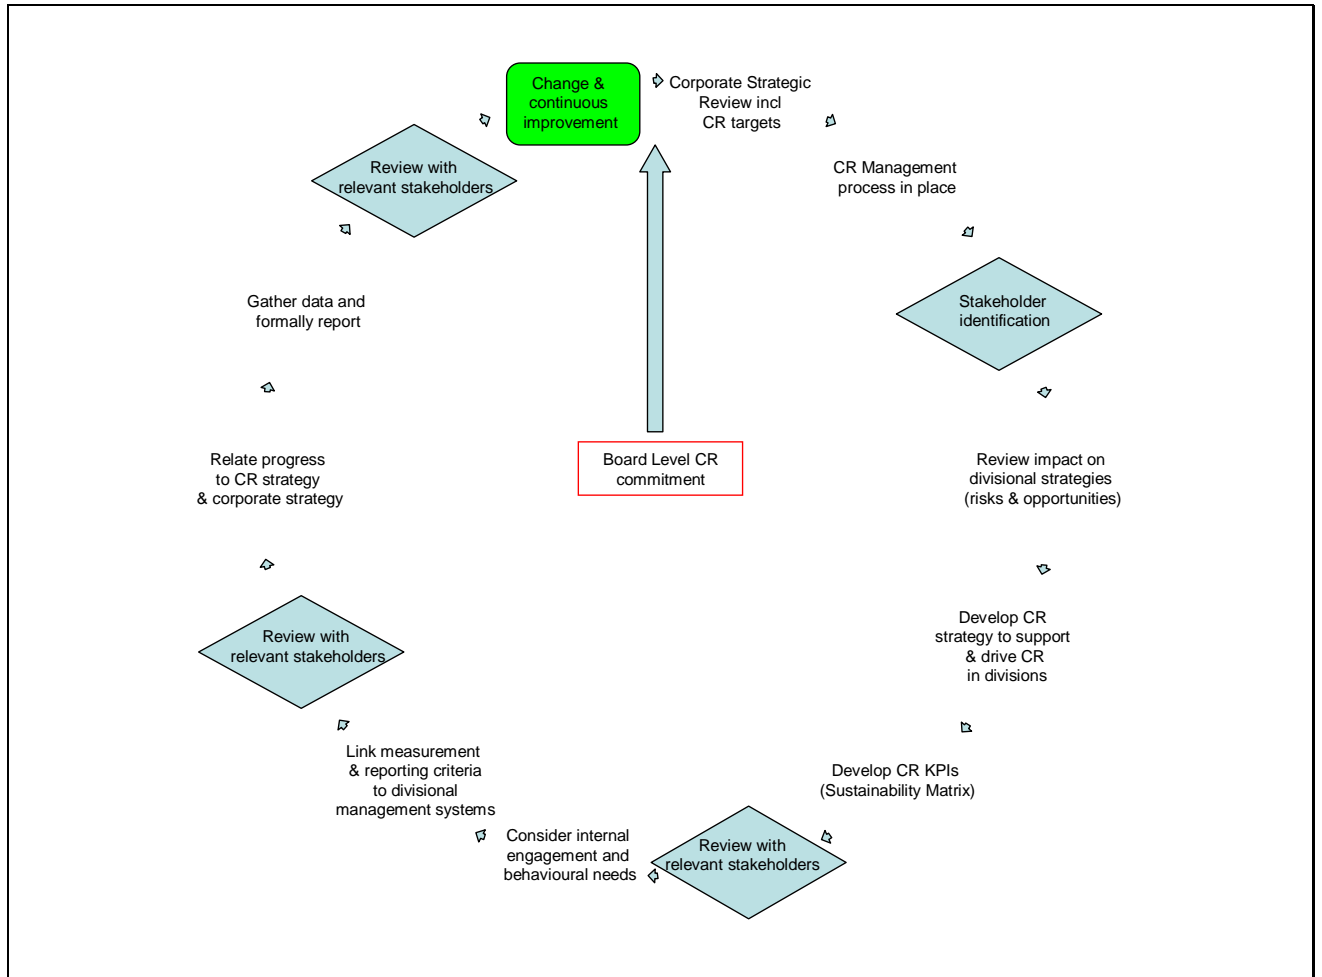 Change &
continuous
improvement
Corporate Strategic
Review incl
CR targets
CR Management
process in place
Stakeholder
identification
Review impact on
divisional strategies
(risks & opportunities)
Develop CR
strategy to support
& drive CR
in divisions
Develop CR KPIs
(Sustainability Matrix)
Review with
relevant stakeholders
Consider internal
engagement and
behavioural needs
Link measurement
& reporting criteria
to divisional
management systems
Review with
relevant stakeholders
Relate progress
to CR strategy
& corporate strategy
Gather data and
formally report
Review with
relevant stakeholders
Board Level CR
commitment